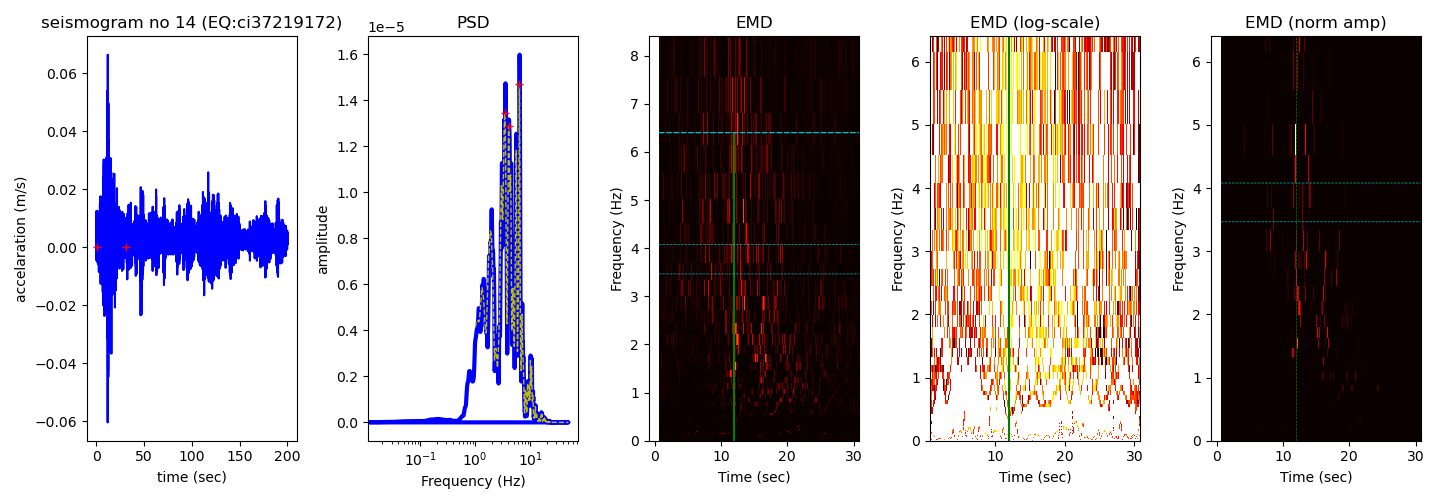 seismogram no 14 (EQ:ci37219172)
accelaration (m/s)
0.06
0.04
0.02
0.00
−0.02
−0.04
−0.06
0 50 100 150 200
time (sec)
PSD
1e−5
amplitude
1.6
1.4
1.2
1.0
0.8
0.6
0.4
0.2
0.0
10−1 100 101
Frequency (Hz)
EMD
Frequency (Hz)
8
7
6
5
4
3
2
1
0
0 10 20 30
Time (sec)
EMD (log-scale)
Frequency (Hz)
6
5
4
3
2
1
0
10 20 30
Time (sec)
EMD (norm amp)
Frequency (Hz)
6
5
4
3
2
1
0
0 10 20 30
Time (sec)